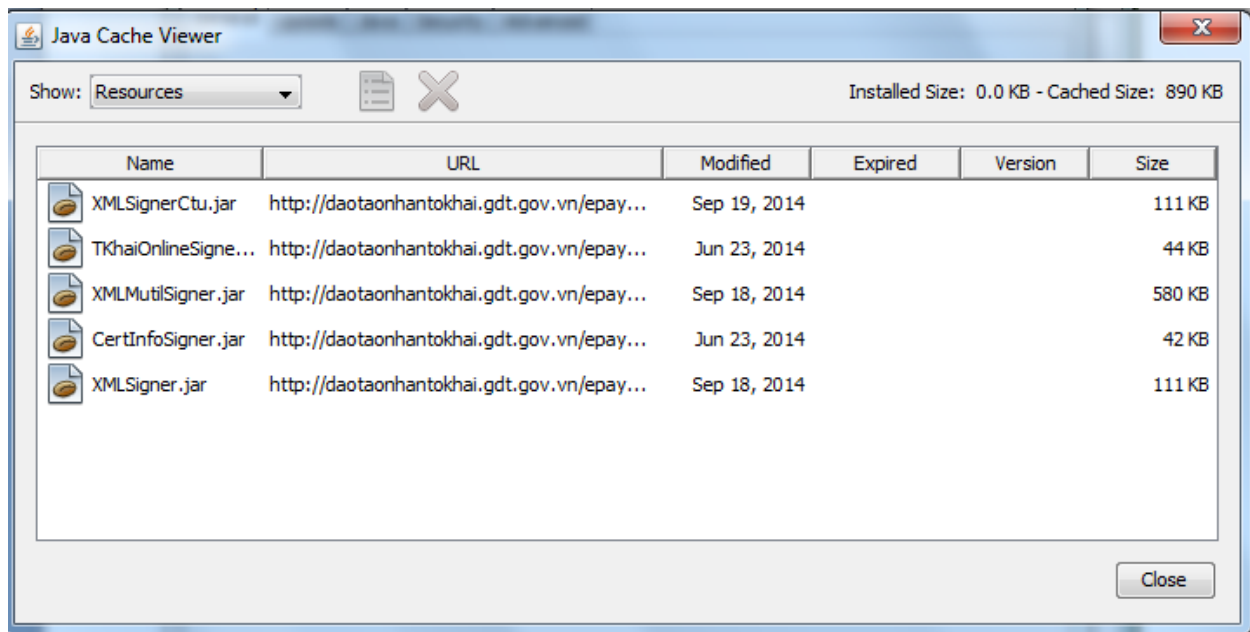 Java Cache Viewer
Show: Resources Installed Size: 0.0 KB - Cached Size: 890 KB
Name URL Modified Expired Version Size
XMLSignerCtu.jar http://daotaonhantokhai.gdt.gov.vn/epay... Sep 19, 2014 111 KB
TKhaiOnlineSigne... http://daotaonhantokhai.gdt.gov.vn/epay... Jun 23, 2014 44 KB
XMLMutilSigner.jar http://daotaonhantokhai.gdt.gov.vn/epay... Sep 18, 2014 580 KB
CertInfoSigner.jar http://daotaonhantokhai.gdt.gov.vn/epay... Jun 23, 2014 42 KB
XMLSigner.jar http://daotaonhantokhai.gdt.gov.vn/epay... Sep 18, 2014 111 KB
Close